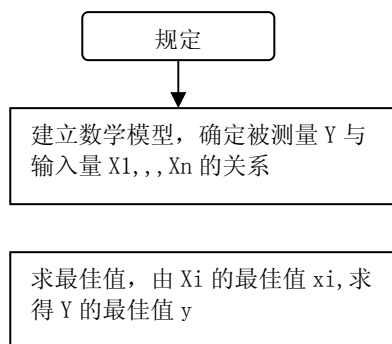 规定
建立数学模型，确定被测量 Y 与
输入量 X1,,,Xn 的关系
求最佳值，由 Xi 的最佳值 xi,求
得 Y 的最佳值 y